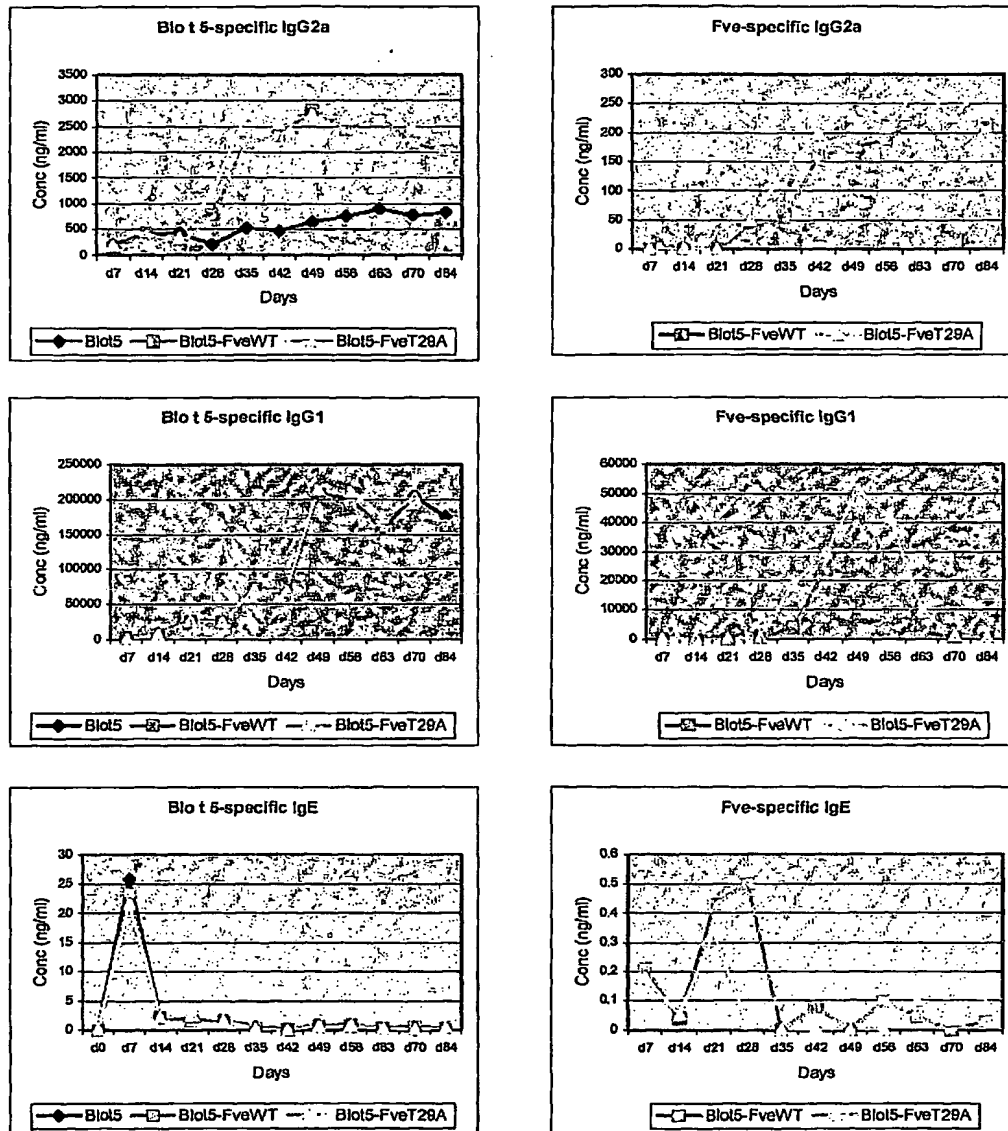 Blo t 5-specific IgG2a
Conc (ng/ml)
3500
3000
2500
2000
1500
1000
500
0
d7 d14 d21 d28 d35 d42 d49 d56 d63 d70 d84
Days
Blot5 Blot5-FveWT Blot5-FveT29A
Fve-specific IgG2a
Conc (ng/ml)
300
250
200
150
100
50
0
d7 d14 d21 d28 d35 d42 d49 d56 d63 d70 d84
Days
Blot5-FveWT Blot5-FveT29A
Blo t 5-specific IgG1
Conc (ng/ml)
250000
200000
150000
100000
50000
0
d7 d14 d21 d28 d35 d42 d49 d56 d63 d70 d84
Days
Blot5 Blot5-FveWT Blot5-FveT29A
Fve-specific IgG1
Conc (ng/ml)
60000
50000
40000
30000
20000
10000
0
d7 d14 d21 d28 d35 d42 d49 d56 d63 d70 d84
Days
Blot5-FveWT Blot5-FveT29A
Blo t 5-specific IgE
Conc (ng/ml)
30
25
20
15
10
5
0
d0 d7 d14 d21 d28 d35 d42 d49 d56 d63 d70 d84
Days
Blot5 Blot5-FveWT Blot5-FveT29A
Fve-specific IgE
Conc (ng/ml)
0.6
0.5
0.4
0.3
0.2
0.1
0
d7 d14 d21 d28 d35 d42 d49 d56 d63 d70 d84
Days
Blot5-FveWT Blot5-FveT29A